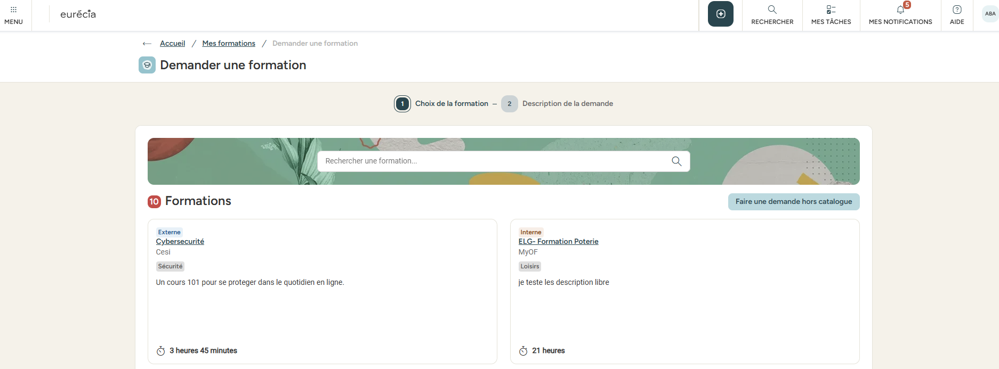 MENU
eurécia
RECHERCHER
MES TÂCHES
5
MES NOTIFICATIONS
AIDE
ABA
Accueil / Mes formations / Demander une formation
Demander une formation
1 Choix de la formation – 2 Description de la demande
Rechercher une formation...
10 Formations
Faire une demande hors catalogue
Externe
Cybersecurité
Cesi
Sécurité
Un cours 101 pour se proteger dans le quotidien en ligne.
3 heures 45 minutes
Interne
ELG- Formation Poterie
MyOF
Loisirs
je teste les description libre
21 heures